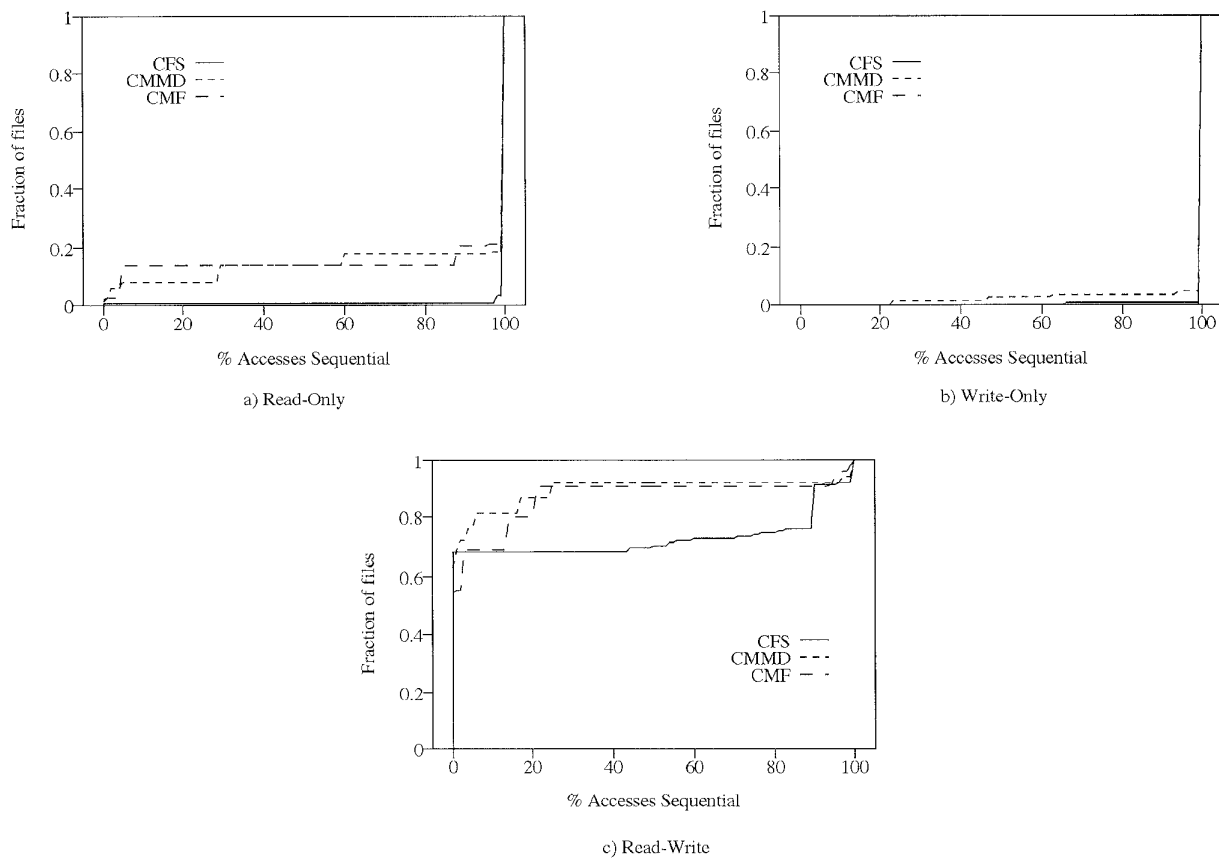 1
0.8
0.6
0.4
0.2
0
Fraction of files
CFS
CMMD
CMF
0 20 40 60 80 100
% Accesses Sequential
a) Read-Only
1
0.8
0.6
0.4
0.2
0
Fraction of files
CFS
CMMD
CMF
0 20 40 60 80 100
% Accesses Sequential
b) Write-Only
1
0.8
0.6
0.4
0.2
0
Fraction of files
CFS
CMMD
CMF
0 20 40 60 80 100
% Accesses Sequential
c) Read-Write